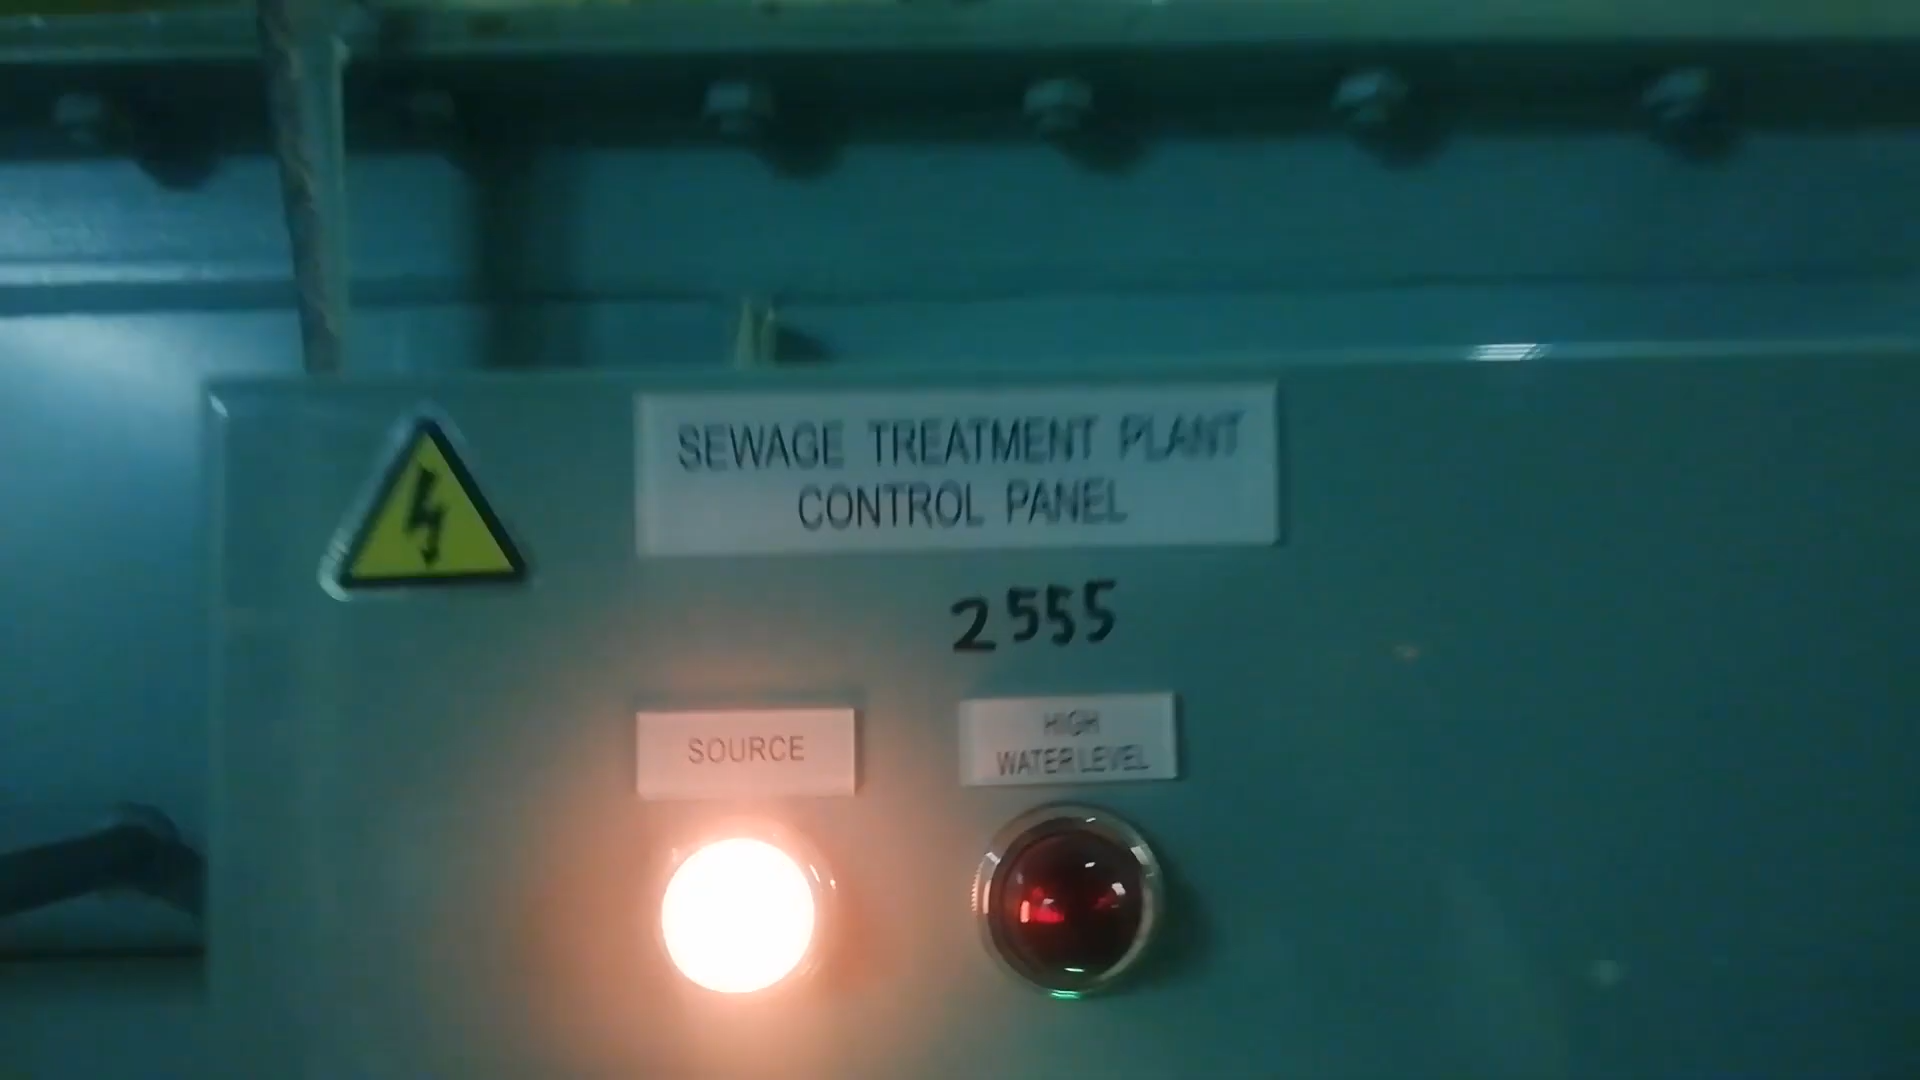 SEWAGE TREATMENT PLANT
CONTROL PANEL
2555
SOURCE
HIGH
WATER LEVEL